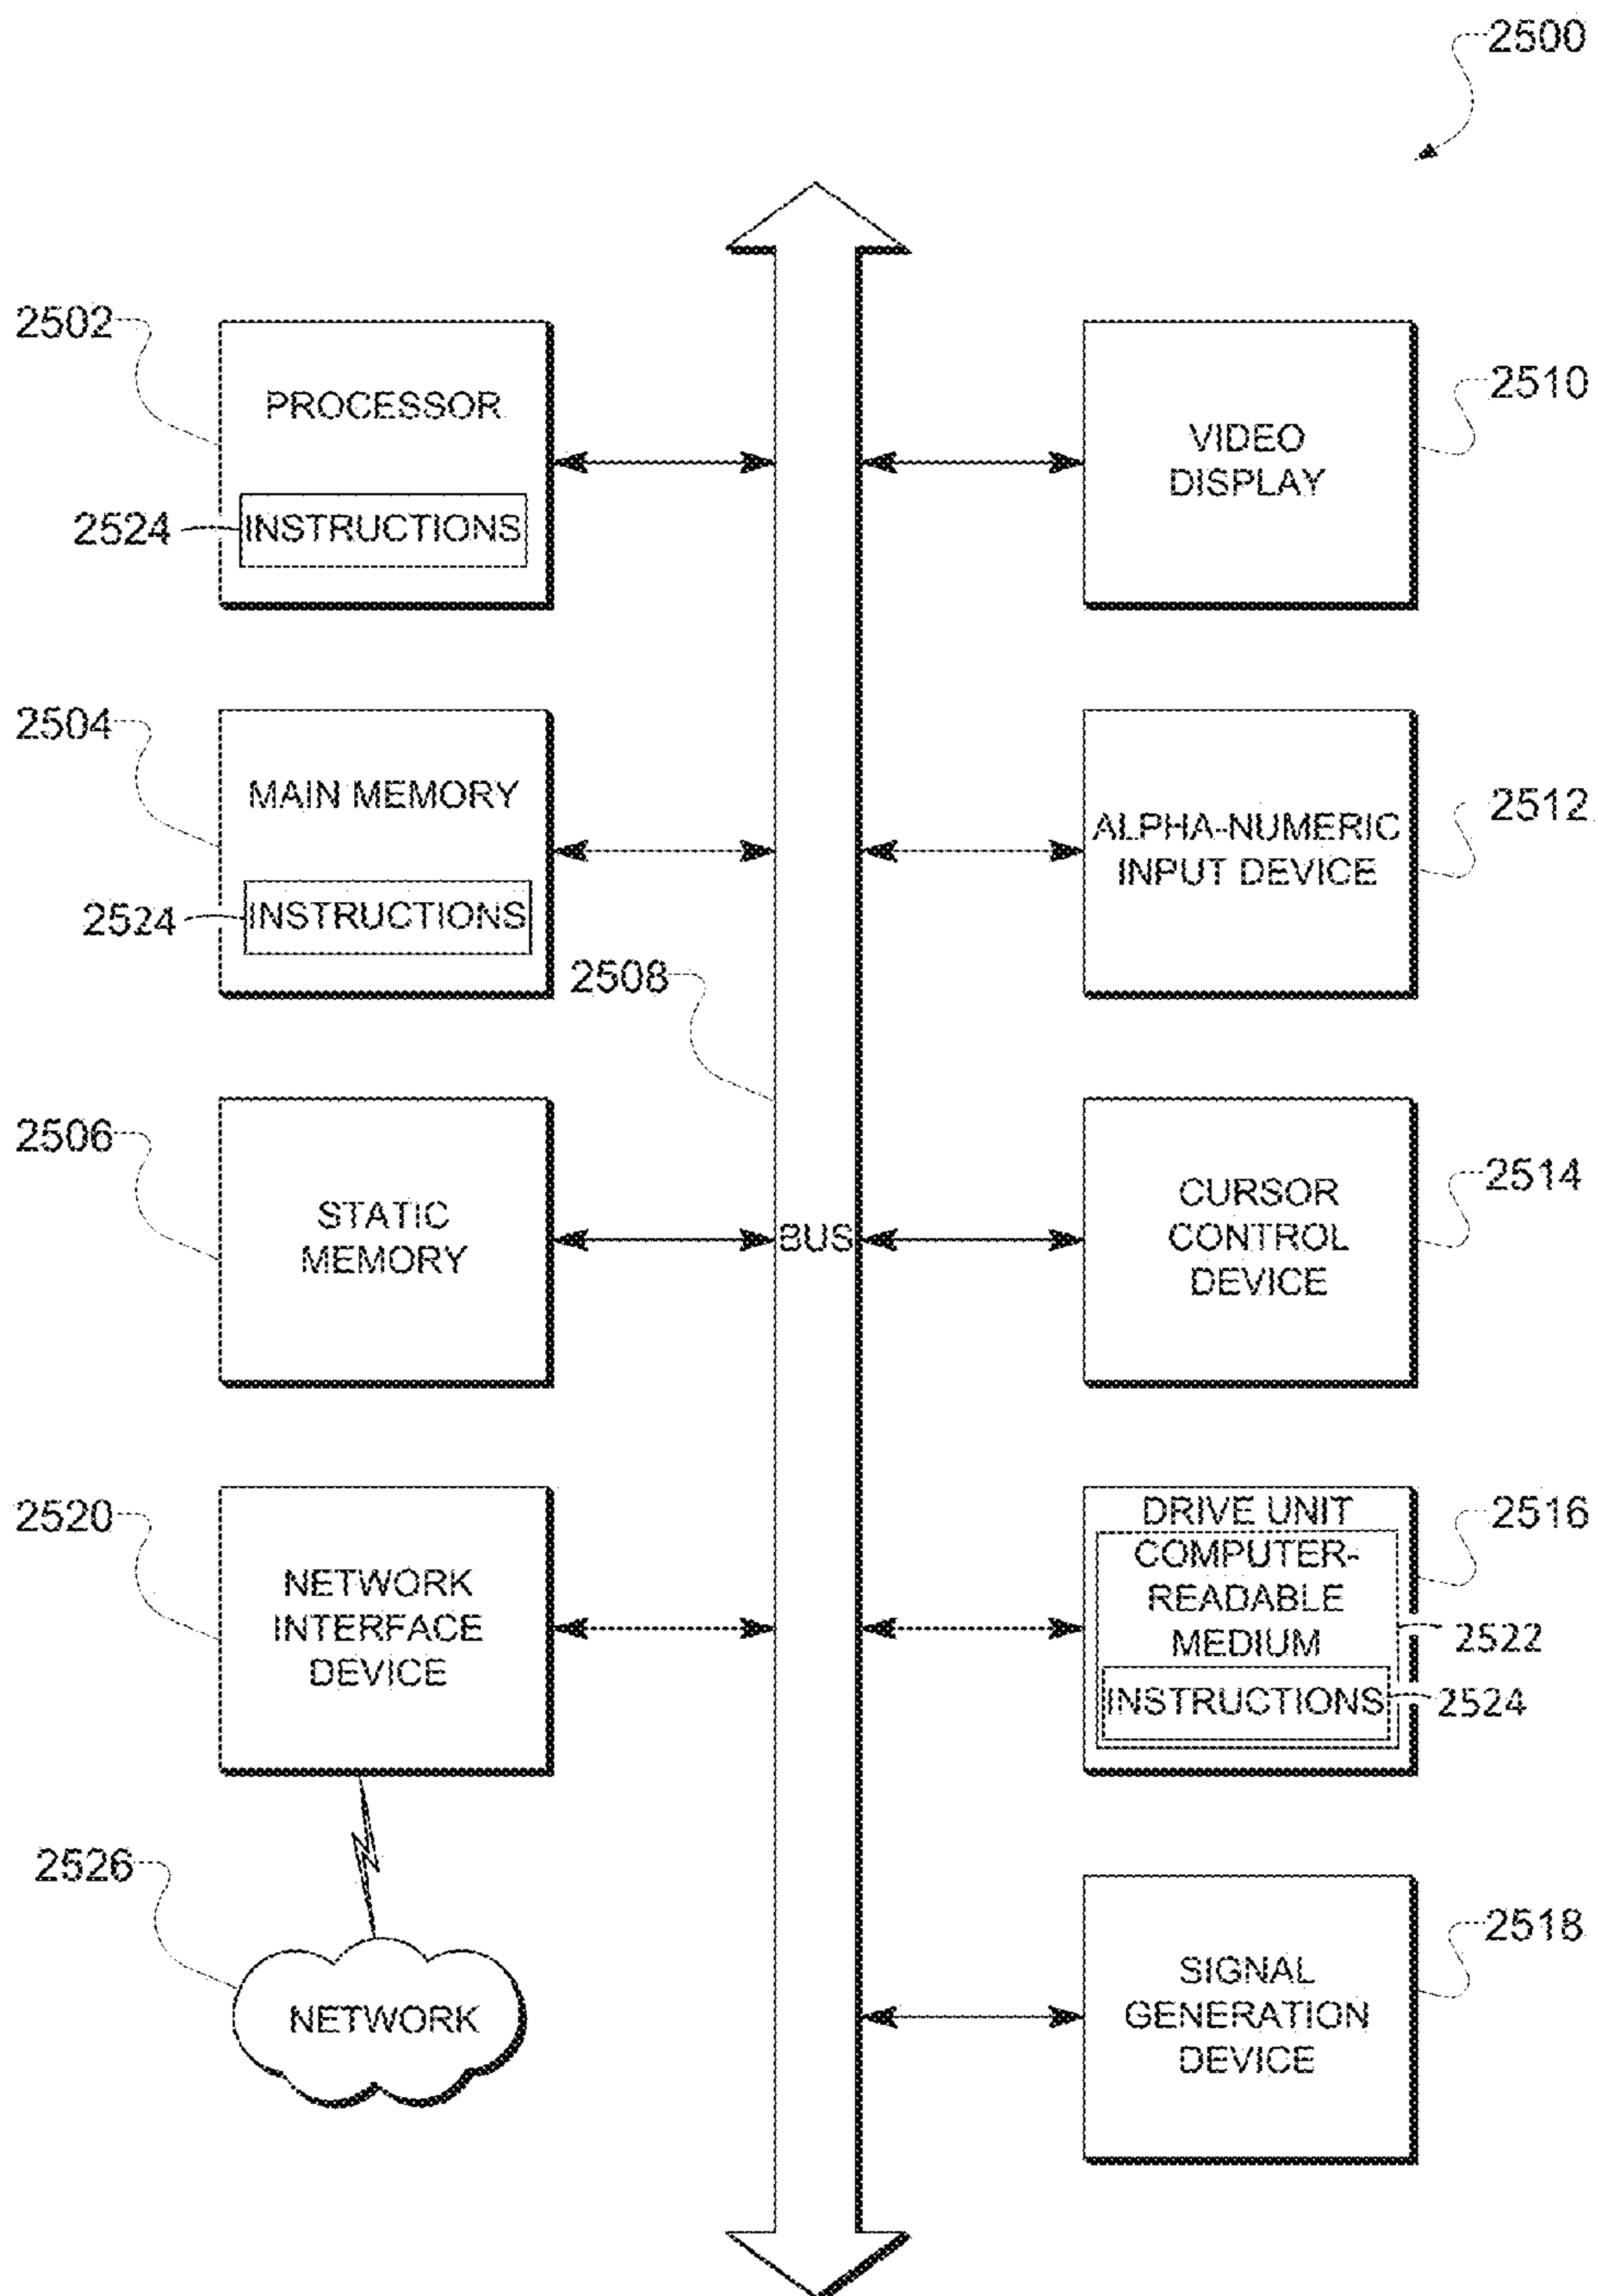 2500
2502
PROCESSOR
2524
INSTRUCTIONS
2510
VIDEO
DISPLAY
2504
MAIN MEMORY
2524
INSTRUCTIONS
2512
ALPHA-NUMERIC
INPUT DEVICE
2508
BUS
2506
STATIC
MEMORY
2514
CURSOR
CONTROL
DEVICE
2520
NETWORK
INTERFACE
DEVICE
2516
DRIVE UNIT
COMPUTER-
READABLE
MEDIUM
2522
INSTRUCTIONS
2524
2526
NETWORK
2518
SIGNAL
GENERATION
DEVICE